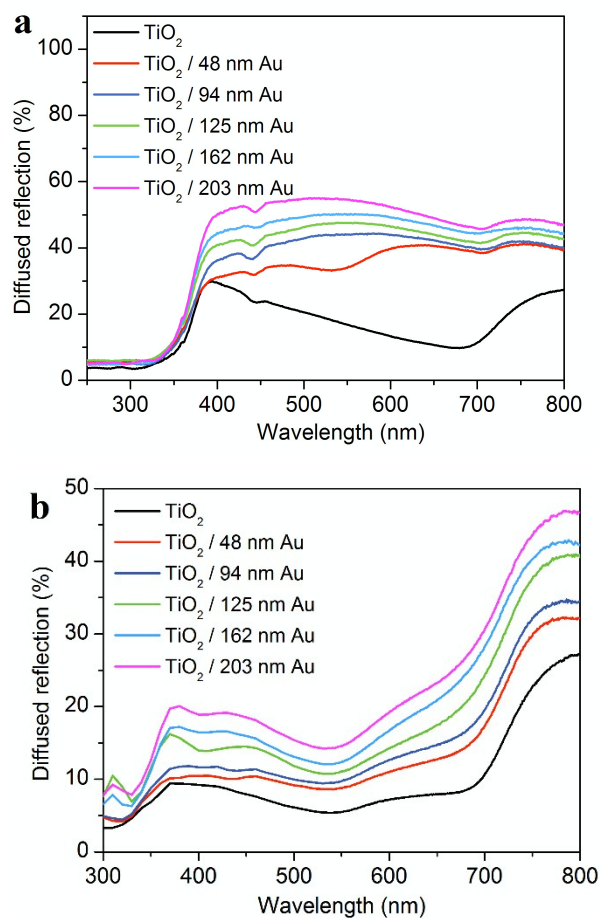 a
TiO2
TiO2 / 48 nm Au
TiO2 / 94 nm Au
TiO2 / 125 nm Au
TiO2 / 162 nm Au
TiO2 / 203 nm Au
Diffused reflection (%)
100
80
60
40
20
0
300 400 500 600 700 800
Wavelength (nm)
b
TiO2
TiO2 / 48 nm Au
TiO2 / 94 nm Au
TiO2 / 125 nm Au
TiO2 / 162 nm Au
TiO2 / 203 nm Au
Diffused reflection (%)
50
40
30
20
10
0
300 400 500 600 700 800
Wavelength (nm)